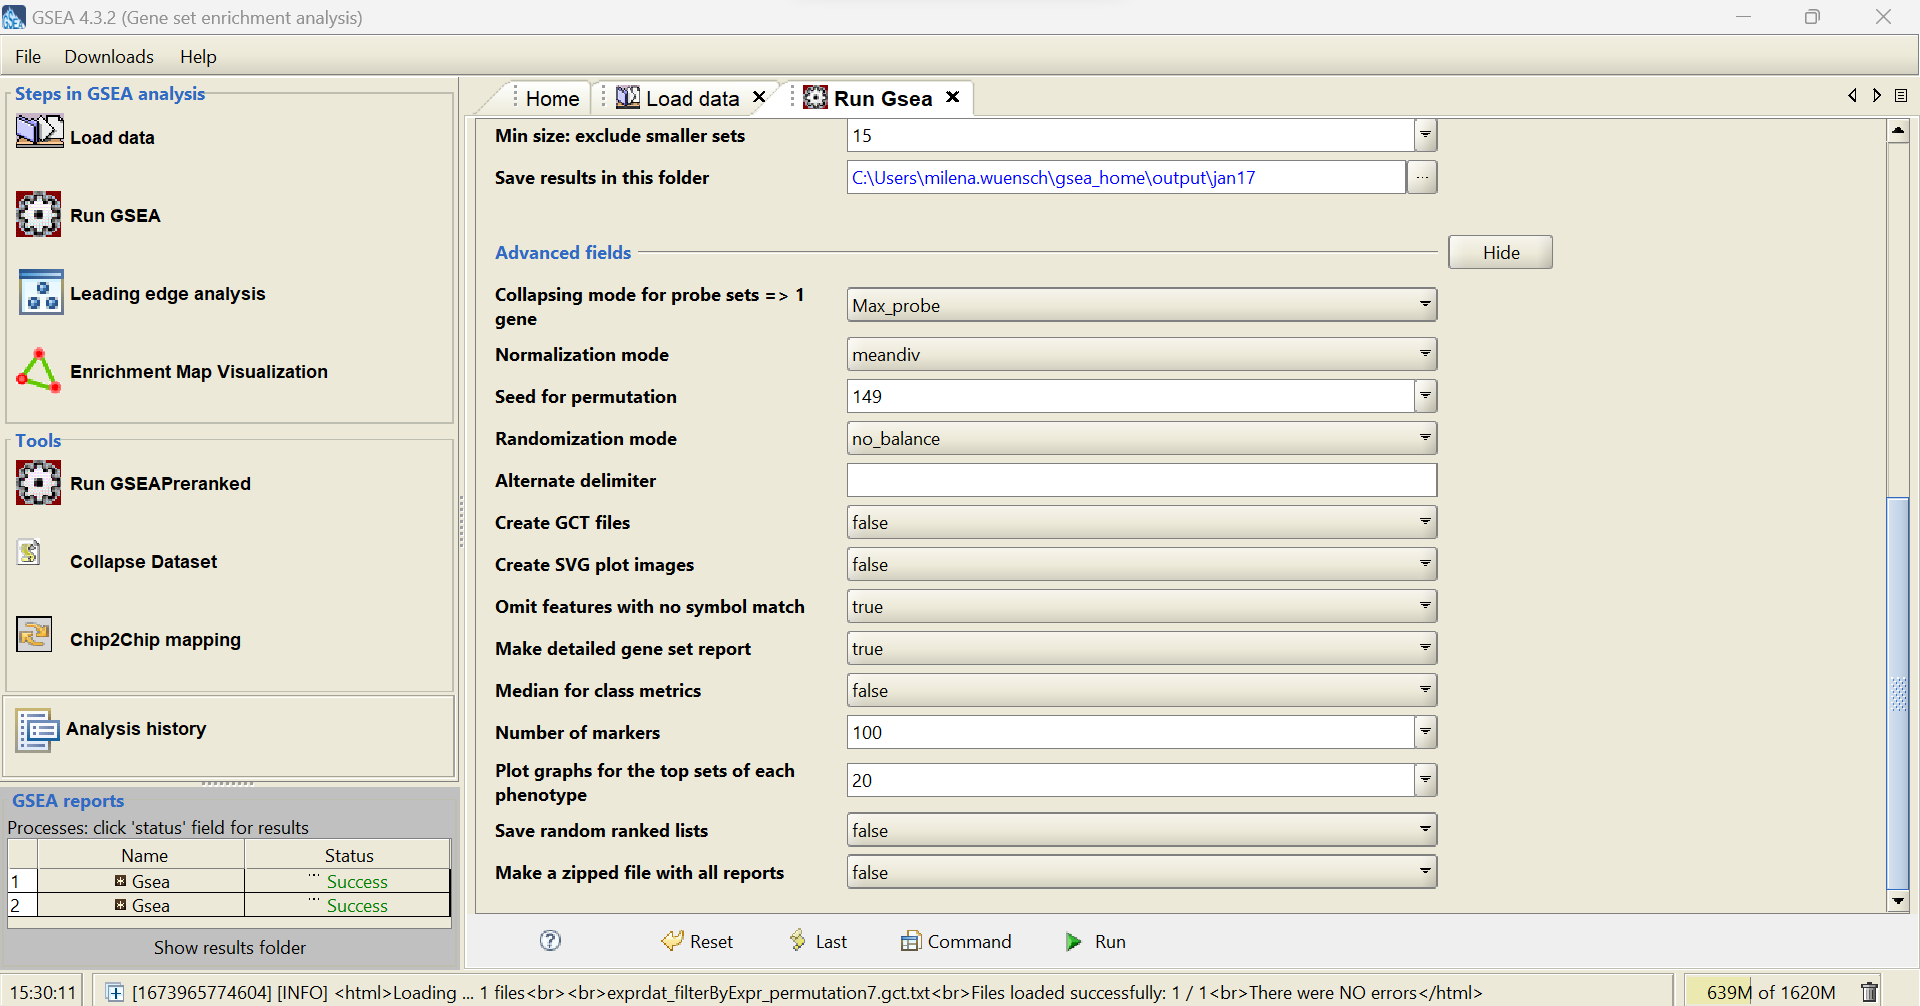 GSEA 4.3.2 (Gene set enrichment analysis)
File Downloads Help
Steps in GSEA analysis
Load data
Run GSEA
Leading edge analysis
Enrichment Map Visualization
Tools
Run GSEAPreranked
Collapse Dataset
Chip2Chip mapping
Analysis history
GSEA reports
Processes: click 'status' field for results
Name Status
1 Gsea ... Success
2 Gsea ... Success
Show results folder
Home Load data Run Gsea
Min size: exclude smaller sets 15
Save results in this folder C:\Users\milena.wuensch\gsea_home\output\jan17 ...
Advanced fields Hide
Collapsing mode for probe sets => 1
gene Max_probe
Normalization mode meandiv
Seed for permutation 149
Randomization mode no_balance
Alternate delimiter
Create GCT files false
Create SVG plot images false
Omit features with no symbol match true
Make detailed gene set report true
Median for class metrics false
Number of markers 100
Plot graphs for the top sets of each
phenotype 20
Save random ranked lists false
Make a zipped file with all reports false
? Reset Last Command Run
15:30:11 [1673965774604] [INFO] <html>Loading ... 1 files<br><br>exprdat_filterByExpr_permutation7.gct.txt<br>Files loaded successfully: 1 / 1<br>There were NO errors</html> 639M of 1620M